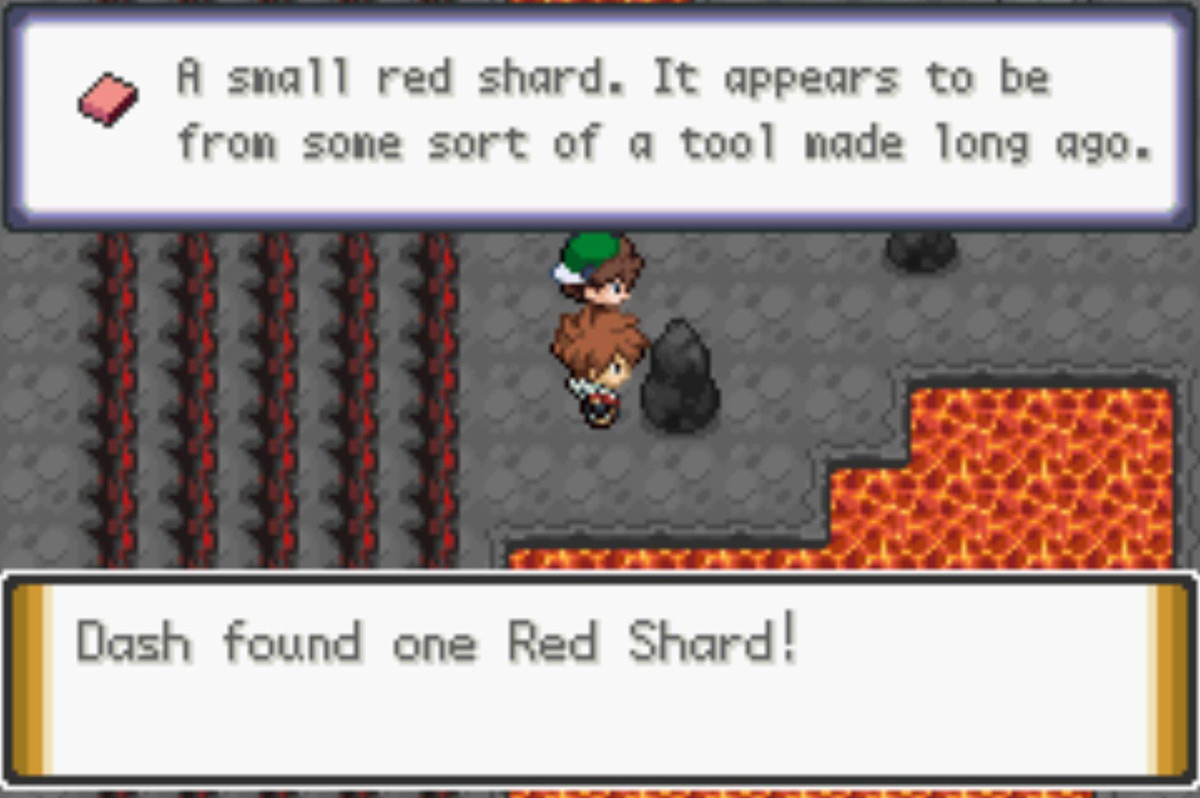 A small red shard. It appears to be
from some sort of a tool made long ago.
Dash found one Red Shard!